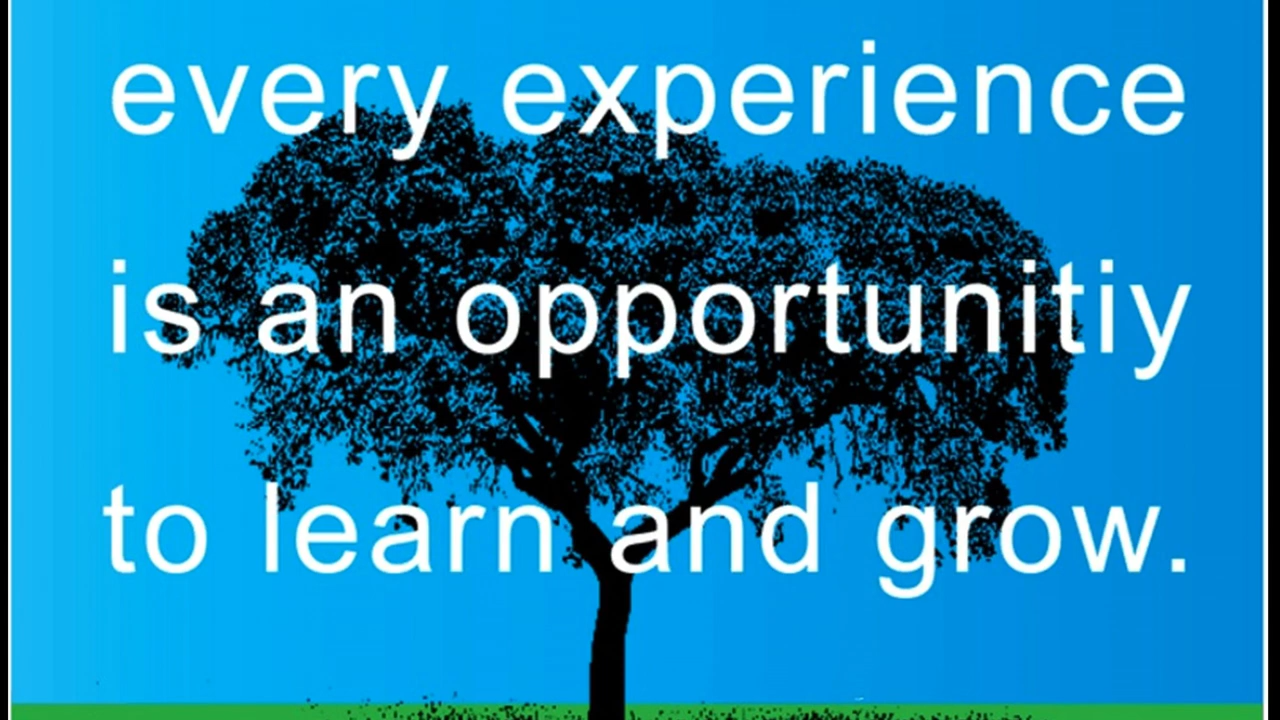 every experience
is an opportunitiy
to learn and grow.